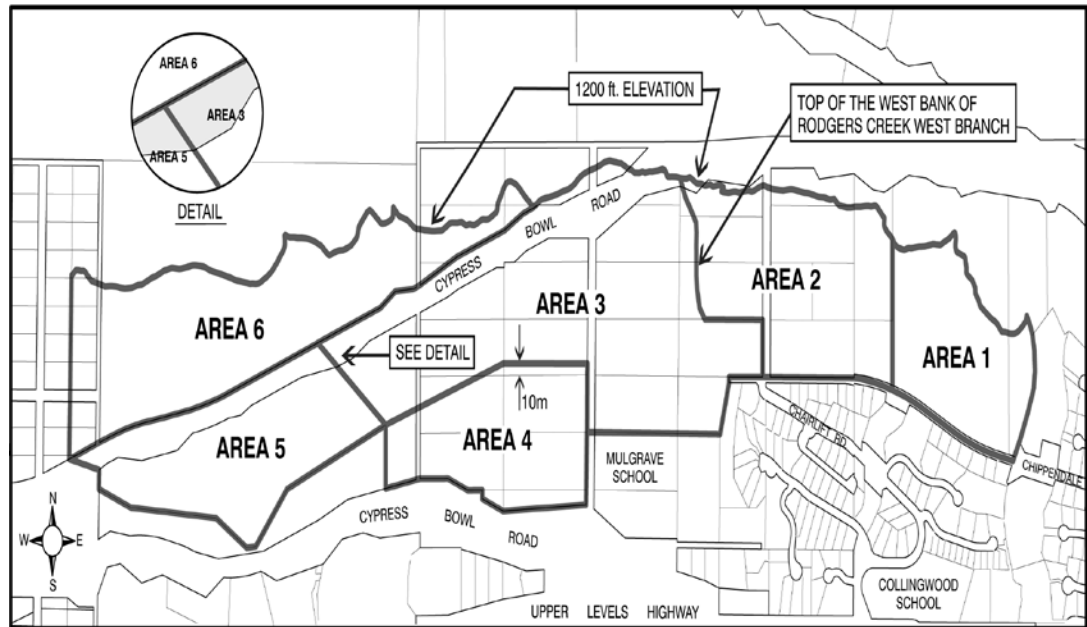 AREA 6
AREA 3
AREA 5
DETAIL
1200 ft. ELEVATION
TOP OF THE WEST BANK OF
RODGERS CREEK WEST BRANCH
CYPRESS BOWL ROAD
AREA 6
AREA 3
AREA 2
AREA 1
SEE DETAIL
10m
AREA 5
AREA 4
CHAIRLIFT RD
CHIPPENDALE
MULGRAVE
SCHOOL
CYPRESS BOWL ROAD
N
W
E
S
COLLINGWOOD
SCHOOL
UPPER LEVELS HIGHWAY